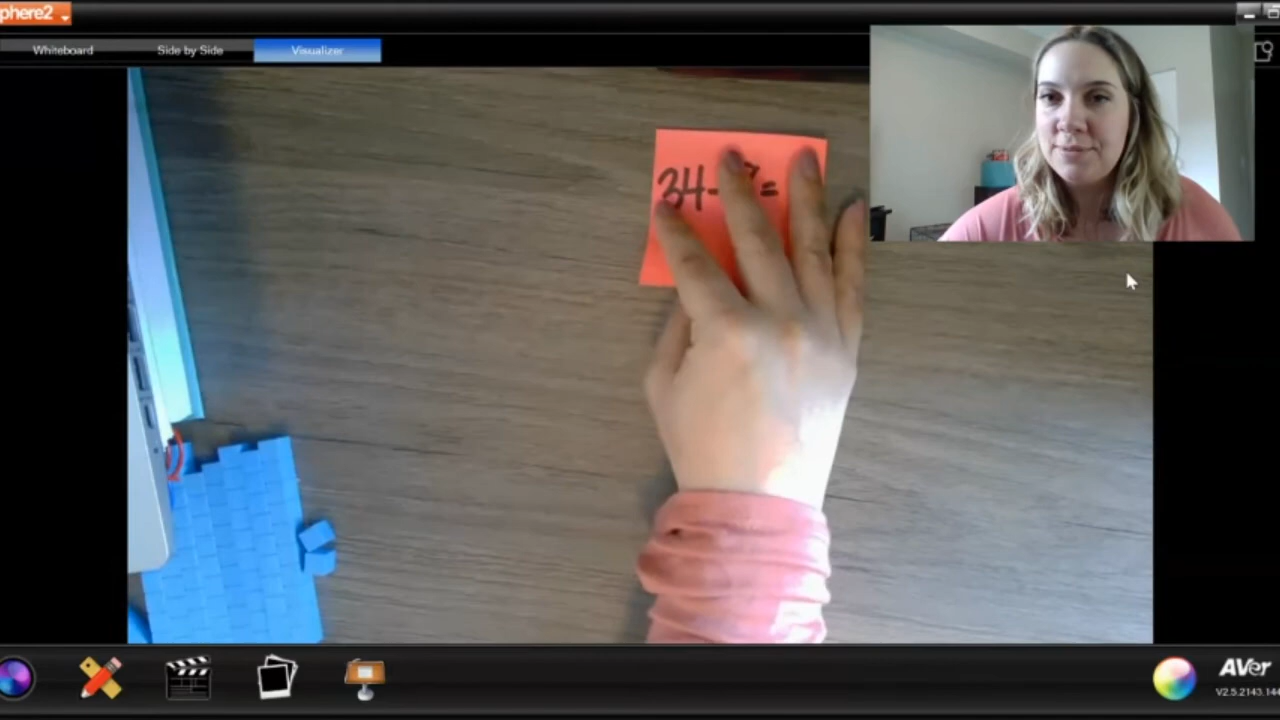 phere2
Whiteboard Side by Side Visualizer
34- =
AVer
V2.5.2143.144